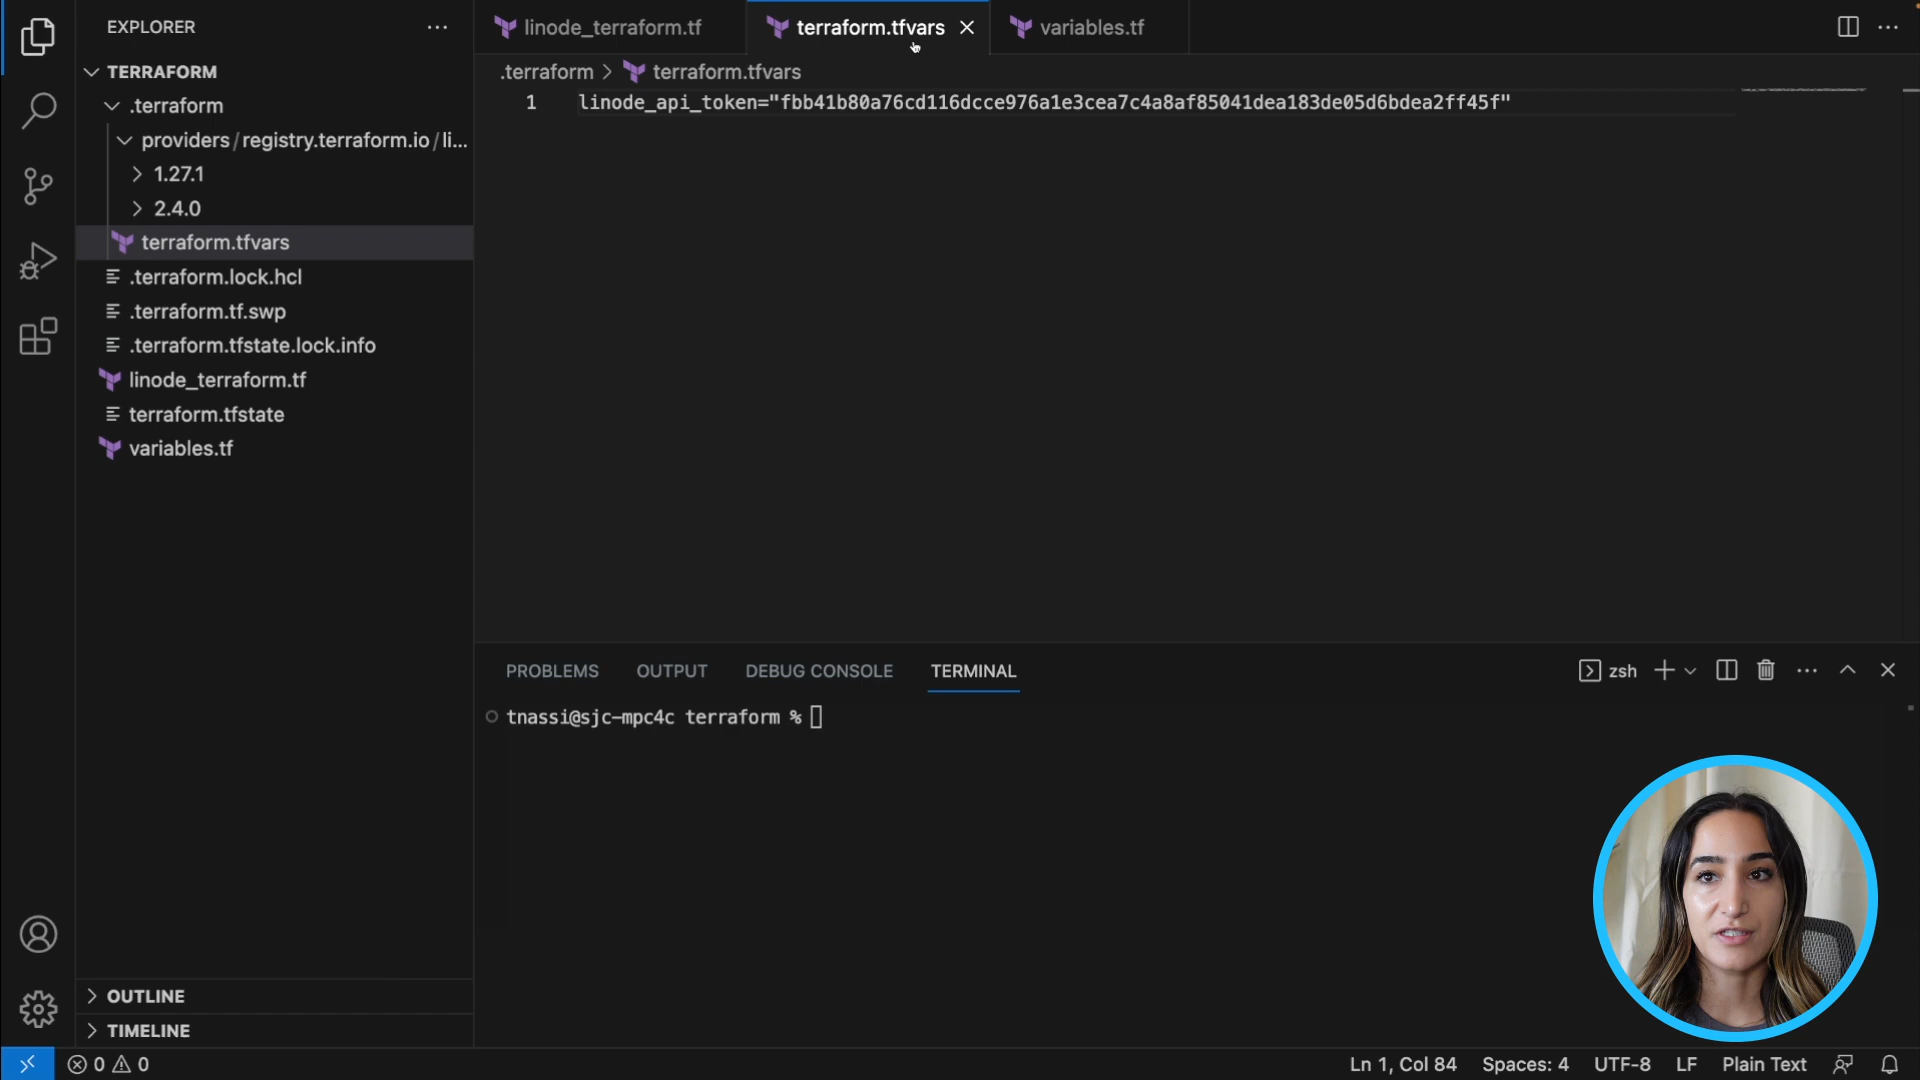 EXPLORER
TERRAFORM
.terraform
providers/registry.terraform.io/li...
1.27.1
2.4.0
terraform.tfvars
.terraform.lock.hcl
.terraform.tf.swp
.terraform.tfstate.lock.info
linode_terraform.tf
terraform.tfstate
variables.tf
OUTLINE
TIMELINE
linode_terraform.tf
terraform.tfvars
variables.tf
.terraform > terraform.tfvars
1 linode_api_token="fbb41b80a76cd116dcce976a1e3cea7c4a8af85041dea183de05d6bdea2ff45f"
PROBLEMS OUTPUT DEBUG CONSOLE TERMINAL
zsh
tnassi@sjc-mpc4c terraform %
0 0
Ln 1, Col 84 Spaces: 4 UTF-8 LF Plain Text